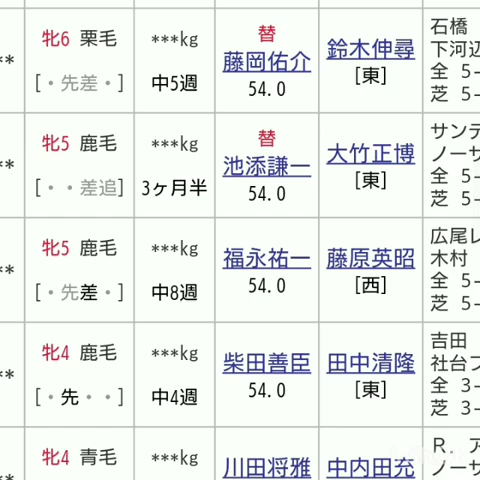 ** 牝6 栗毛 ***kg 替 藤岡佑介 鈴木伸尋 石橋
[・先差・] 中5週 54.0 [東] 下河辺
全 5-
芝 5-
** 牝5 鹿毛 ***kg 替 池添謙一 大竹正博 サンデ
[・・差追] 3ヶ月半 54.0 [東] ノーサ
全 5-
芝 5-
** 牝5 鹿毛 ***kg 福永祐一 藤原英昭 広尾レ
[・先差・] 中8週 54.0 [西] 木村
全 5-
芝 5-
** 牝4 鹿毛 ***kg 柴田善臣 田中清隆 吉田
[・先・・] 中4週 54.0 [東] 社台フ
全 3-
芝 3-
** 牝4 青毛 ***kg 川田将雅 中内田充 R. ア
ノーサ